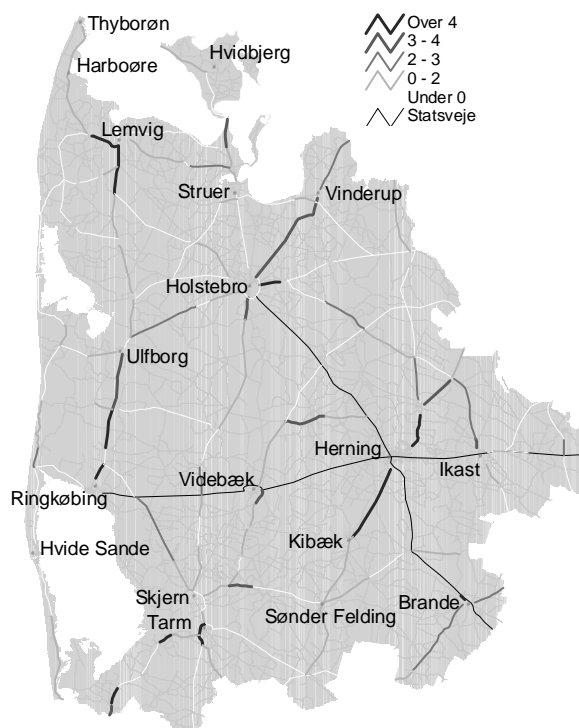 Thyborøn
Over 4
3 - 4
Hvidbjerg
2 - 3
Harboøre
0 - 2
Under 0
Statsveje
Lemvig
Struer
Vinderup
Holstebro
Ulfborg
Herning
Ikast
Videbæk
Ringkøbing
Kibæk
Hvide Sande
Skjern
Brande
Sønder Felding
Tarm